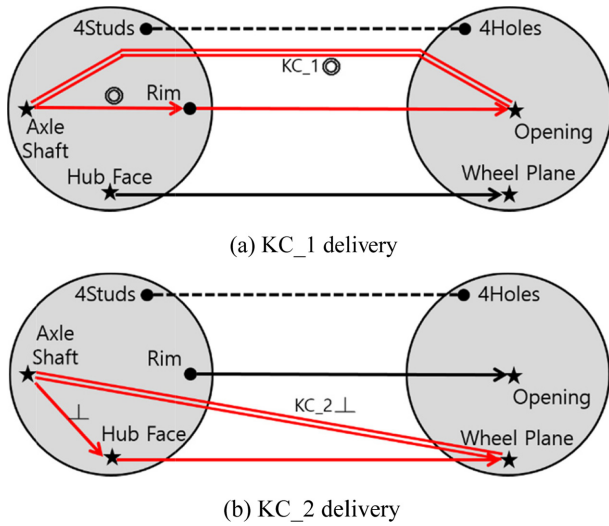 4Studs
4Holes
KC_1◎
◎
Rim
Axle
Shaft
Opening
Hub Face
Wheel Plane
(a) KC_1 delivery
4Studs
4Holes
Axle
Shaft
Rim
Opening
⊥
KC_2⊥
Hub Face
Wheel Plane
(b) KC_2 delivery